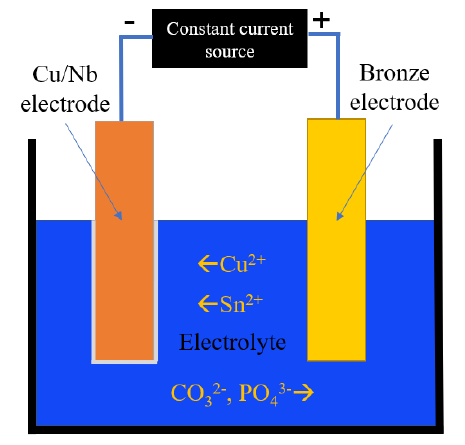 -
Constant current
source
+
Cu/Nb
electrode
Bronze
electrode
←Cu²⁺
←Sn²⁺
Electrolyte
CO₃²⁻, PO₄³⁻→